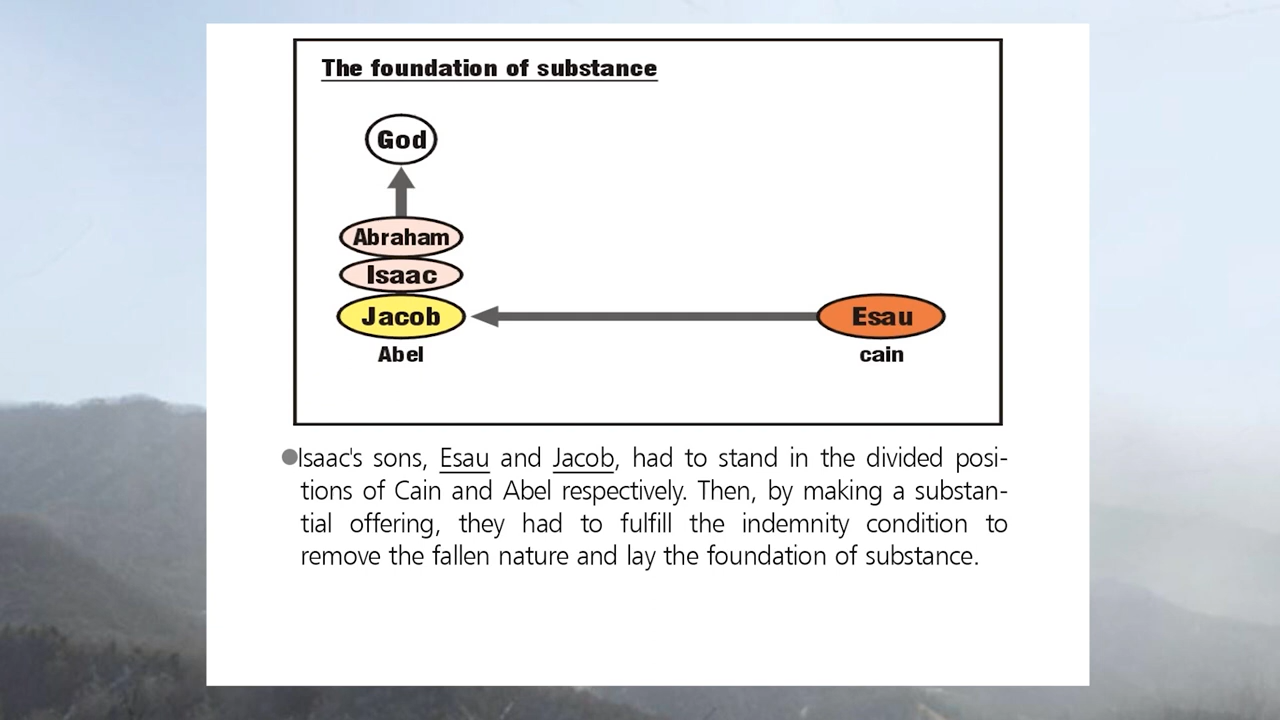 The foundation of substance
God
Abraham
Isaac
Jacob
Esau
Abel
cain
●Isaac's sons, Esau and Jacob, had to stand in the divided posi-
tions of Cain and Abel respectively. Then, by making a substan-
tial offering, they had to fulfill the indemnity condition to
remove the fallen nature and lay the foundation of substance.